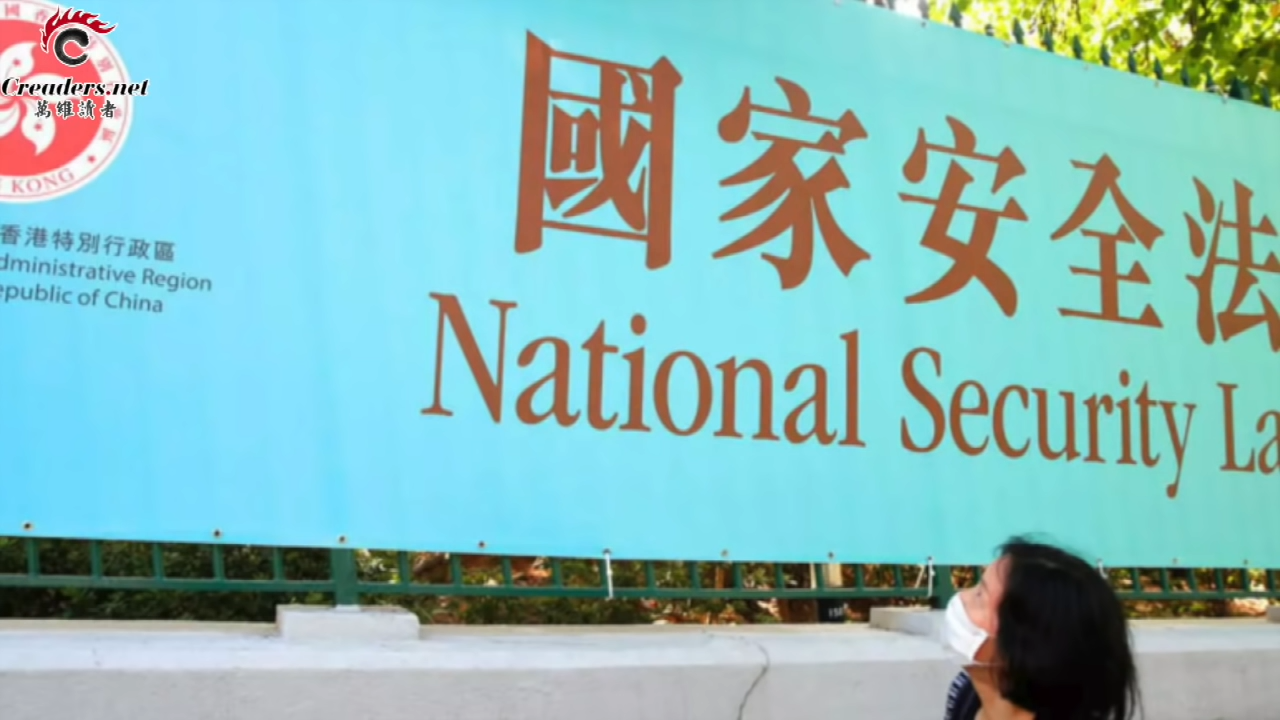 Creaders.net
萬維讀者
KONG
香港特別行政區
dministrative Region
epublic of China
國家安全法
National Security La